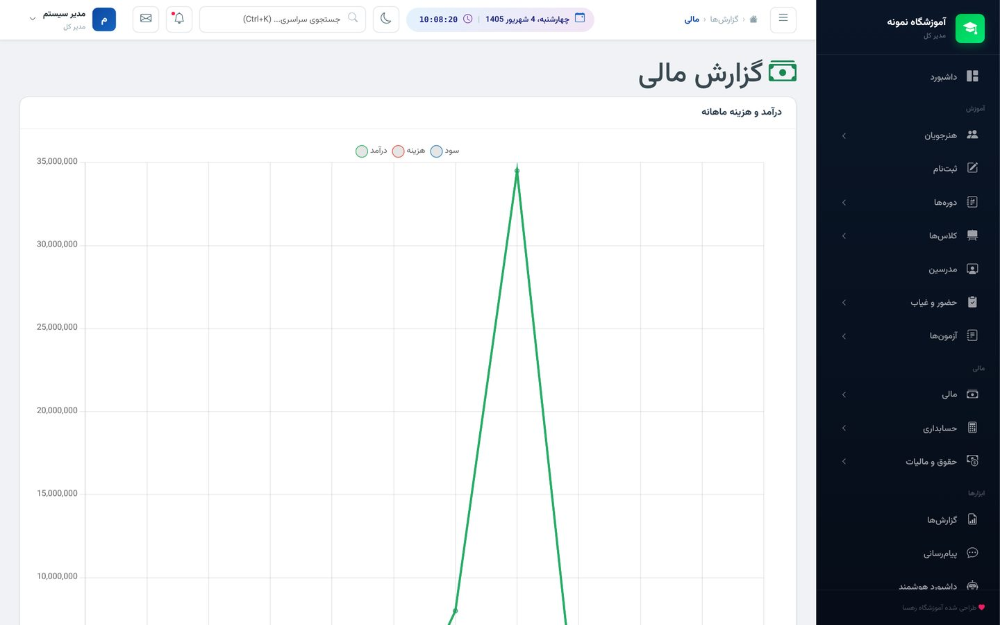 آموزشگاه نمونه
مدیر کل
داشبورد
آموزش
هنرجویان
ثبت‌نام
دوره‌ها
کلاس‌ها
مدرسین
حضور و غیاب
آزمون‌ها
مالی
مالی
حسابداری
حقوق و مالیات
ابزارها
گزارش‌ها
پیام‌رسانی
داشبورد هوشمند
طراحی شده آموزشگاه رهسا
گزارش‌ها ‹ مالی
چهارشنبه، 4 شهریور 1405 | 10:08:20
جستجوی سراسری... (Ctrl+K)
مدیر سیستم
مدیر کل
م
گزارش مالی
درآمد و هزینه ماهانه
سود هزینه درآمد
35,000,000
30,000,000
25,000,000
20,000,000
15,000,000
10,000,000